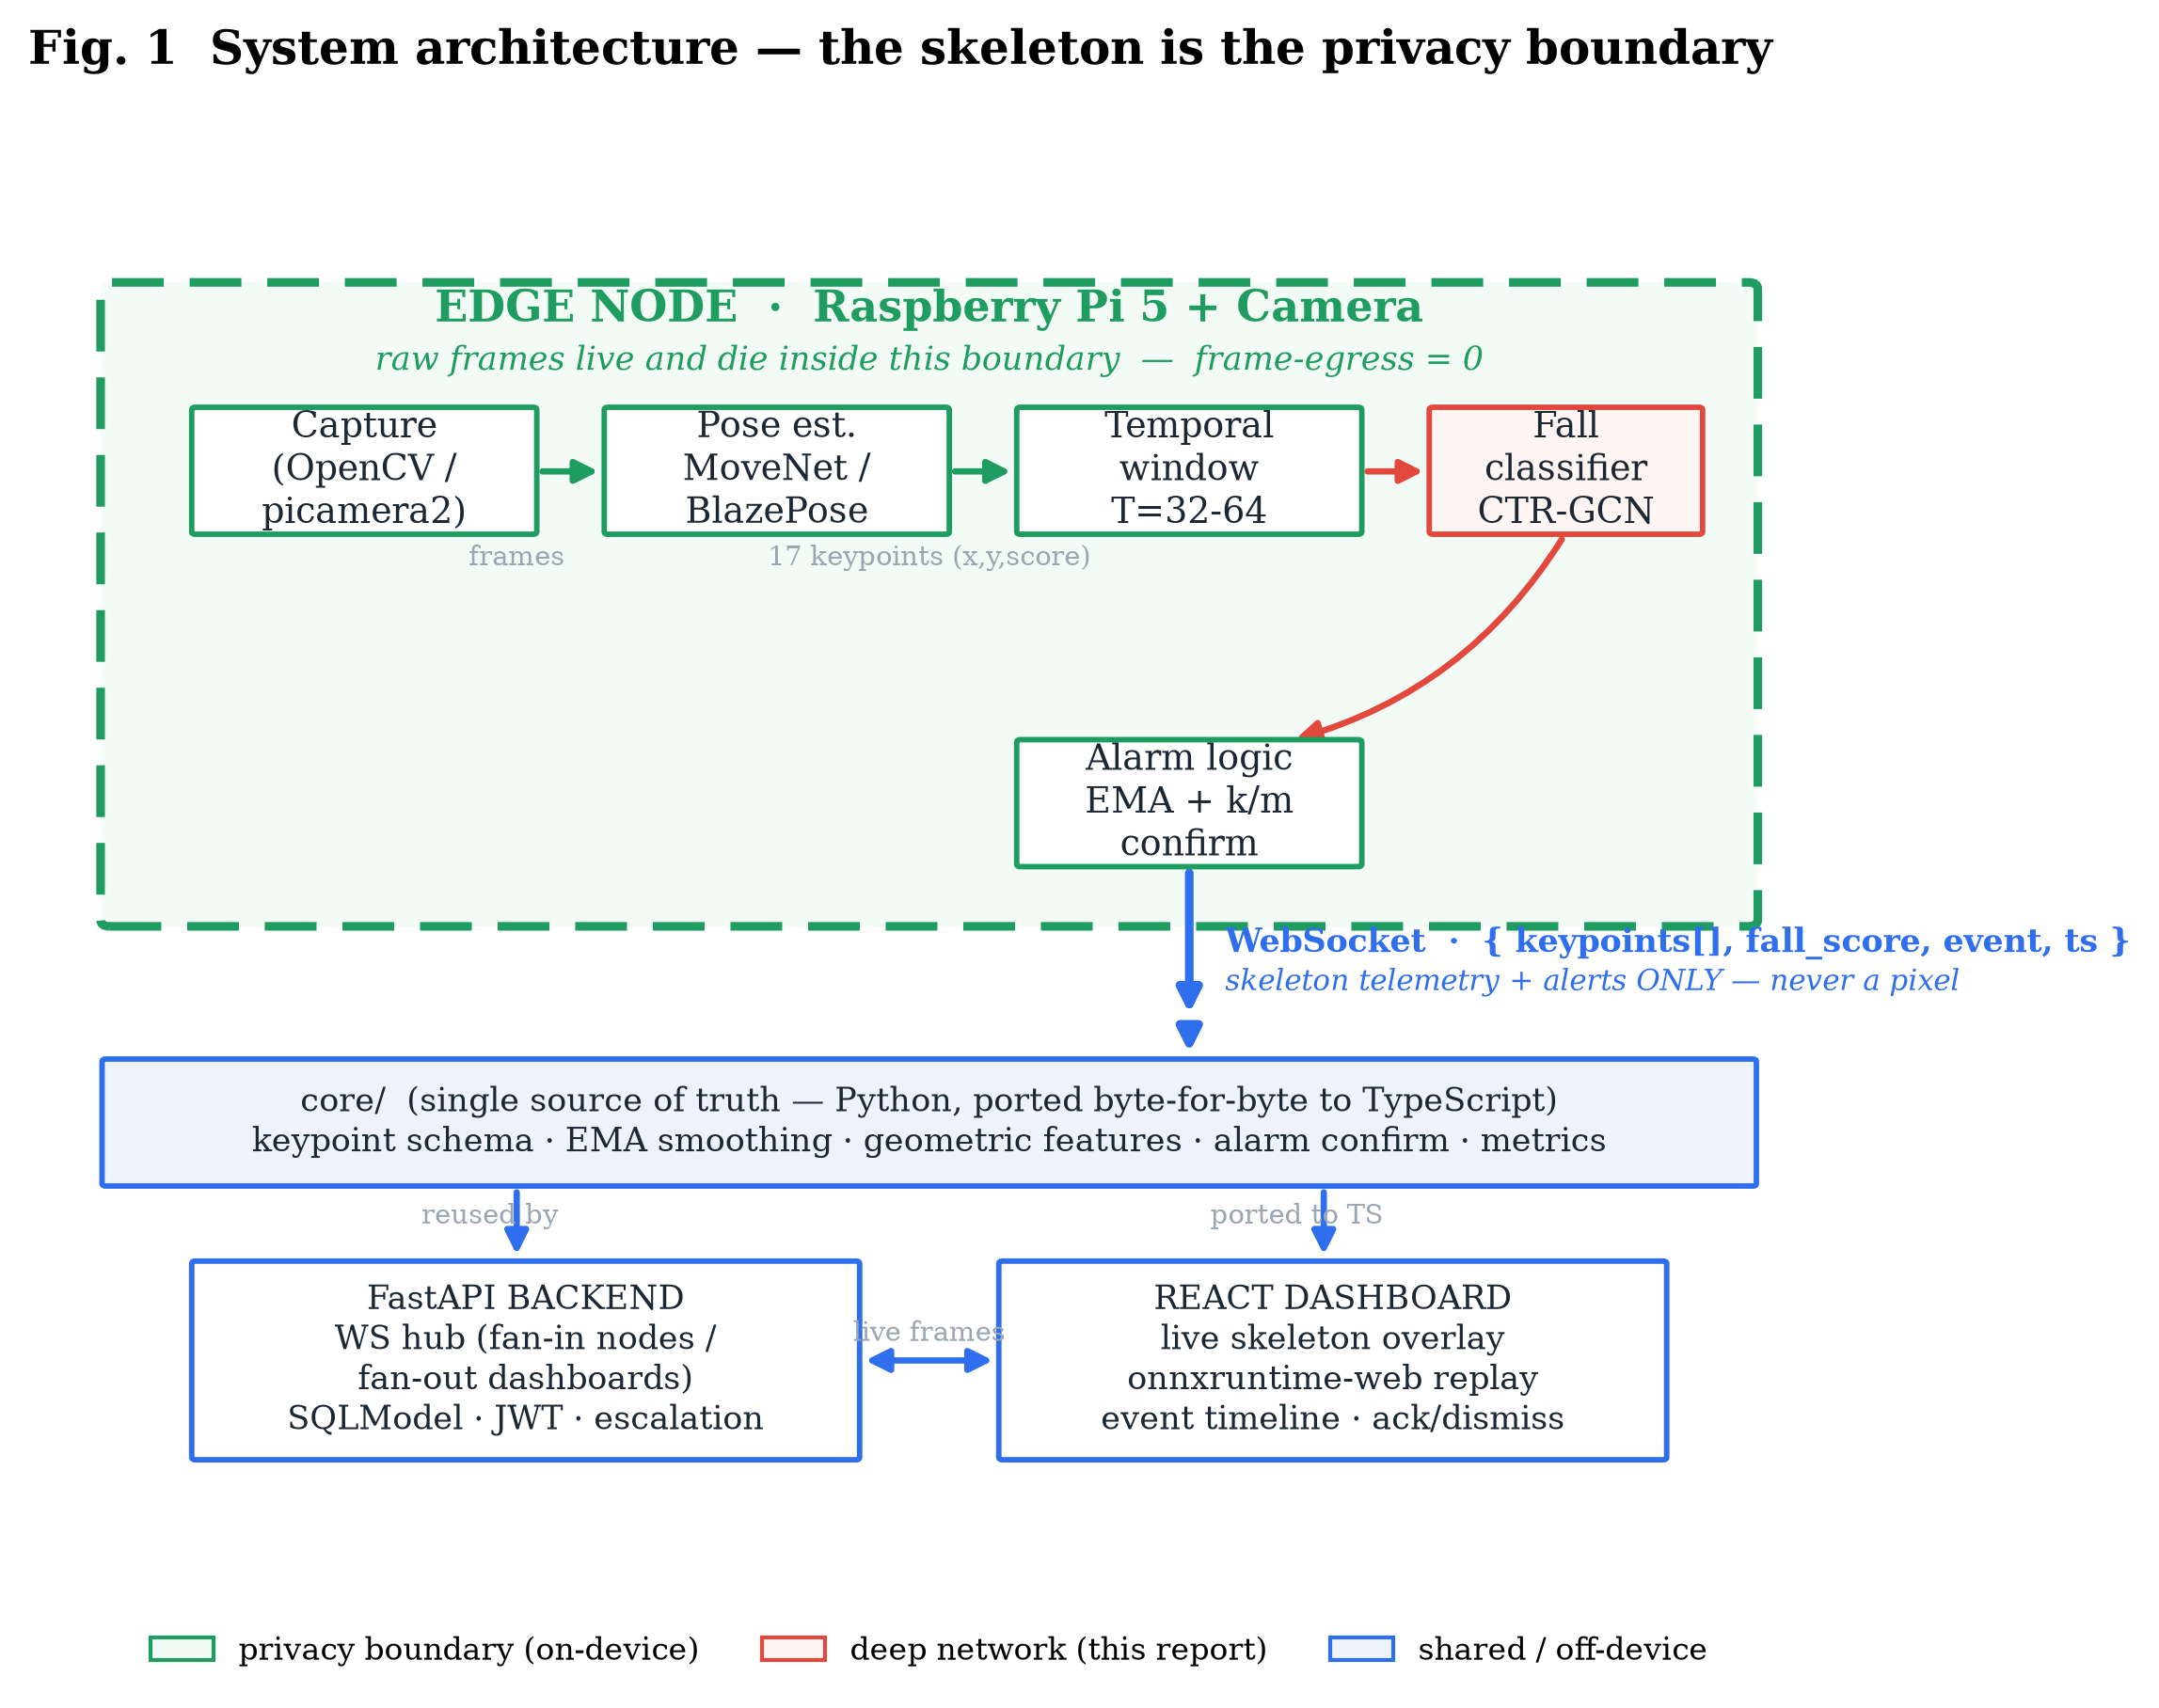 Fig. 1  System architecture — the skeleton is the privacy boundary
EDGE NODE · Raspberry Pi 5 + Camera
raw frames live and die inside this boundary — frame-egress = 0
Capture
(OpenCV /
picamera2)
Pose est.
MoveNet /
BlazePose
Temporal
window
T=32-64
Fall
classifier
CTR-GCN
frames
17 keypoints (x,y,score)
Alarm logic
EMA + k/m
confirm
WebSocket · { keypoints[], fall_score, event, ts }
skeleton telemetry + alerts ONLY — never a pixel
core/ (single source of truth — Python, ported byte-for-byte to TypeScript)
keypoint schema · EMA smoothing · geometric features · alarm confirm · metrics
reused by
ported to TS
FastAPI BACKEND
WS hub (fan-in nodes /
fan-out dashboards)
SQLModel · JWT · escalation
live frames
REACT DASHBOARD
live skeleton overlay
onnxruntime-web replay
event timeline · ack/dismiss
privacy boundary (on-device)
deep network (this report)
shared / off-device